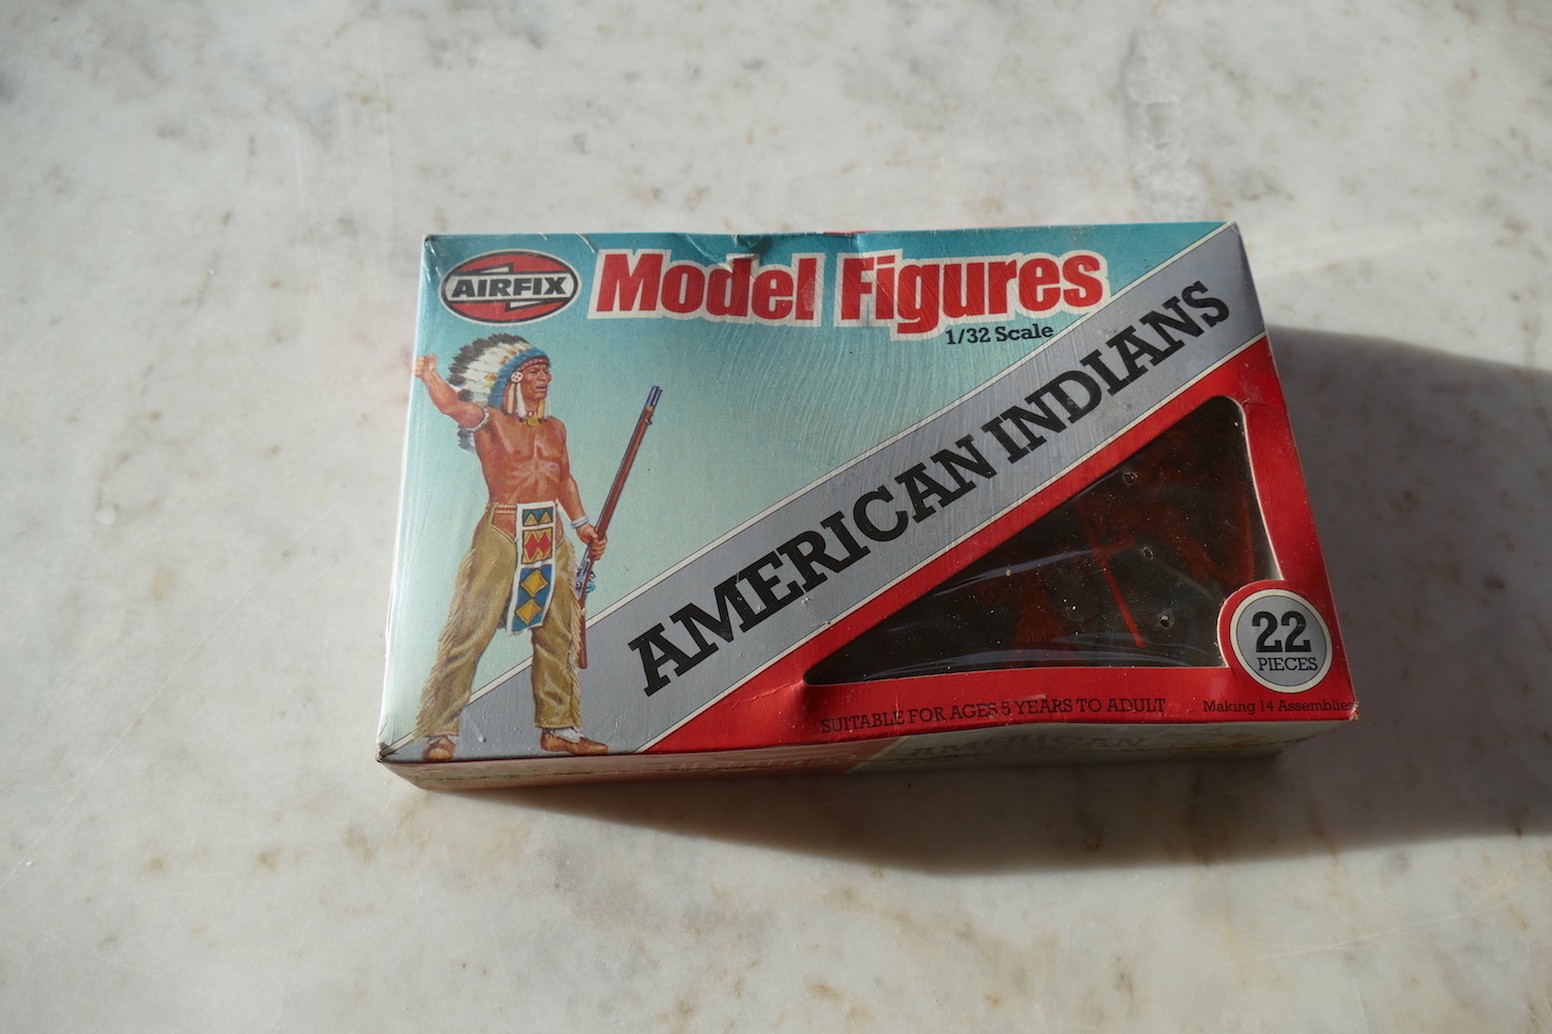 AIRFIX
Model Figures
1/32 Scale
AMERICAN INDIANS
22
PIECES
SUITABLE FOR AGES 5 YEARS TO ADULT
Making 14 Assemblies